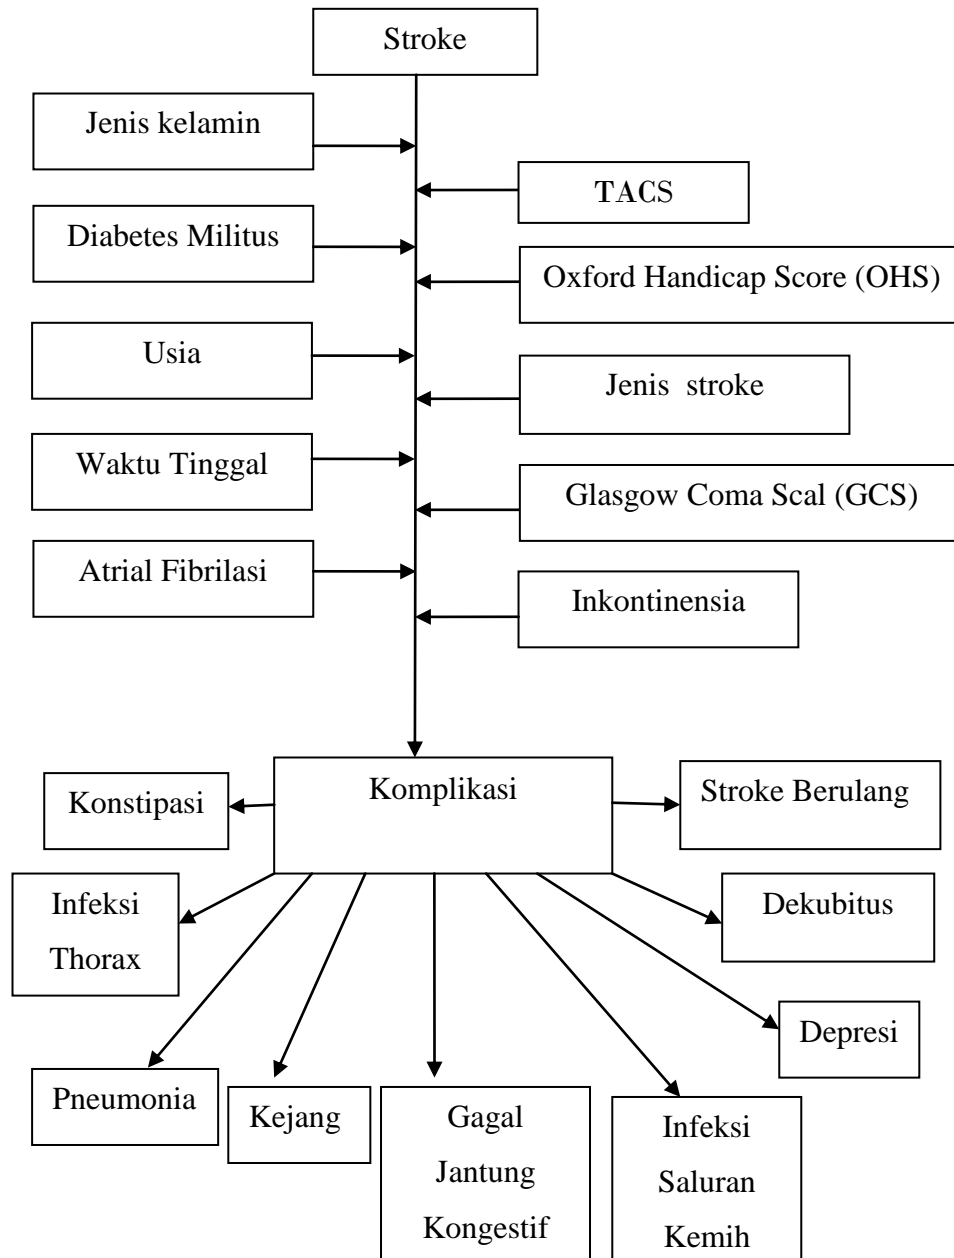 Stroke
Jenis kelamin
TACS
Diabetes Militus
Oxford Handicap Score (OHS)
Usia
Jenis stroke
Waktu Tinggal
Glasgow Coma Scal (GCS)
Atrial Fibrilasi
Inkontinensia
Komplikasi
Konstipasi
Stroke Berulang
Infeksi
Thorax
Dekubitus
Depresi
Pneumonia
Kejang
Gagal
Jantung
Kongestif
Infeksi
Saluran
Kemih